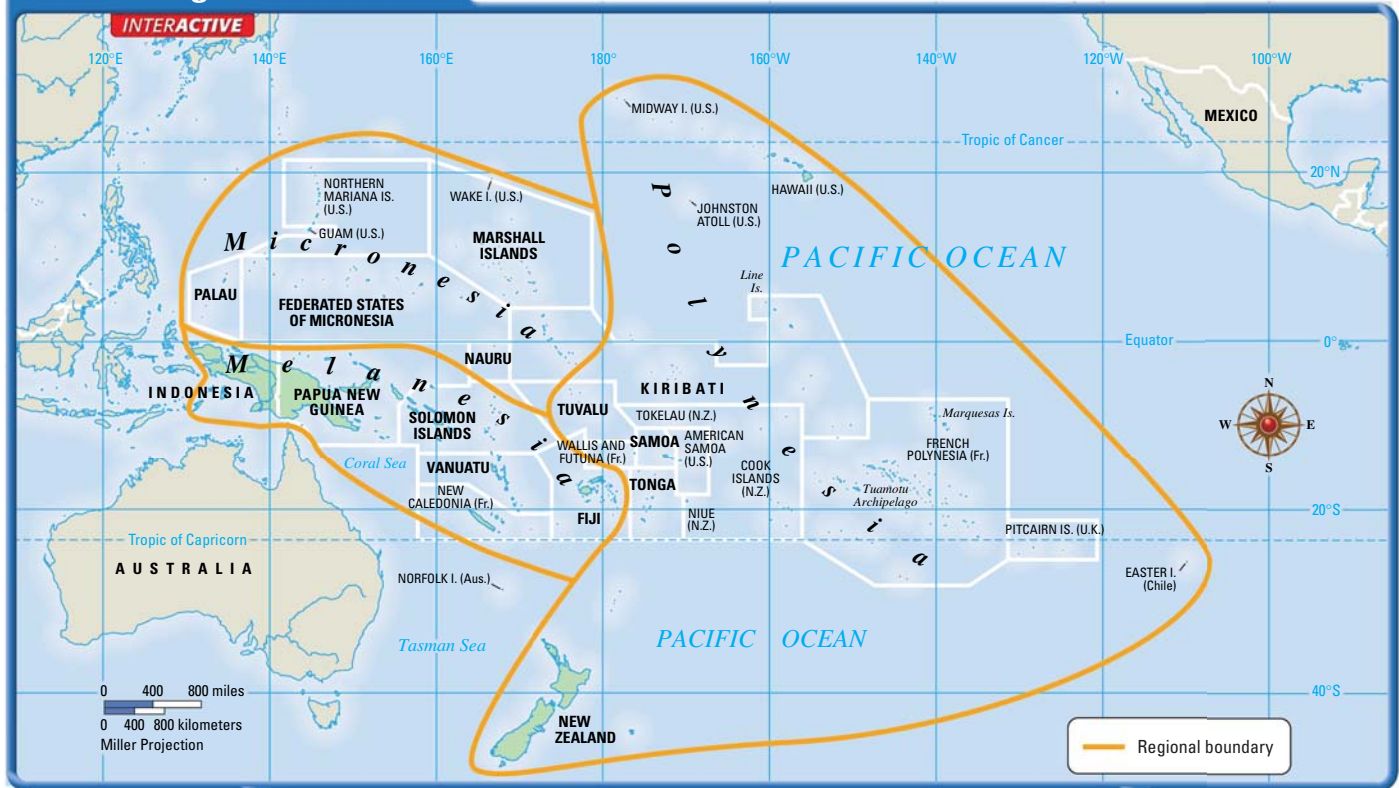 INTERACTIVE
120°E
140°E
160°E
180°
160°W
140°W
120°W
100°W
MIDWAY I. (U.S.)
MEXICO
Tropic of Cancer
20°N
NORTHERN
MARIANA IS.
(U.S.)
WAKE I. (U.S.)
HAWAII (U.S.)
JOHNSTON
ATOLL (U.S.)
GUAM (U.S.)
Micronesia
MARSHALL
ISLANDS
Polynesia
PACIFIC OCEAN
Line
Is.
PALAU
FEDERATED STATES
OF MICRONESIA
Equator
0°
NAURU
Melanesia
INDONESIA
PAPUA NEW
GUINEA
KIRIBATI
SOLOMON
ISLANDS
TUVALU
TOKELAU (N.Z.)
Marquesas Is.
N
W
E
S
WALLIS AND
FUTUNA (Fr.)
SAMOA
AMERICAN
SAMOA
(U.S.)
FRENCH
POLYNESIA (Fr.)
Coral Sea
VANUATU
COOK
ISLANDS
(N.Z.)
TONGA
Tuamotu
Archipelago
NEW
CALEDONIA (Fr.)
FIJI
NIUE
(N.Z.)
20°S
PITCAIRN IS. (U.K.)
Tropic of Capricorn
AUSTRALIA
NORFOLK I. (Aus.)
EASTER I.
(Chile)
Tasman Sea
PACIFIC OCEAN
40°S
0 400 800 miles
0 400 800 kilometers
Miller Projection
NEW
ZEALAND
Regional boundary